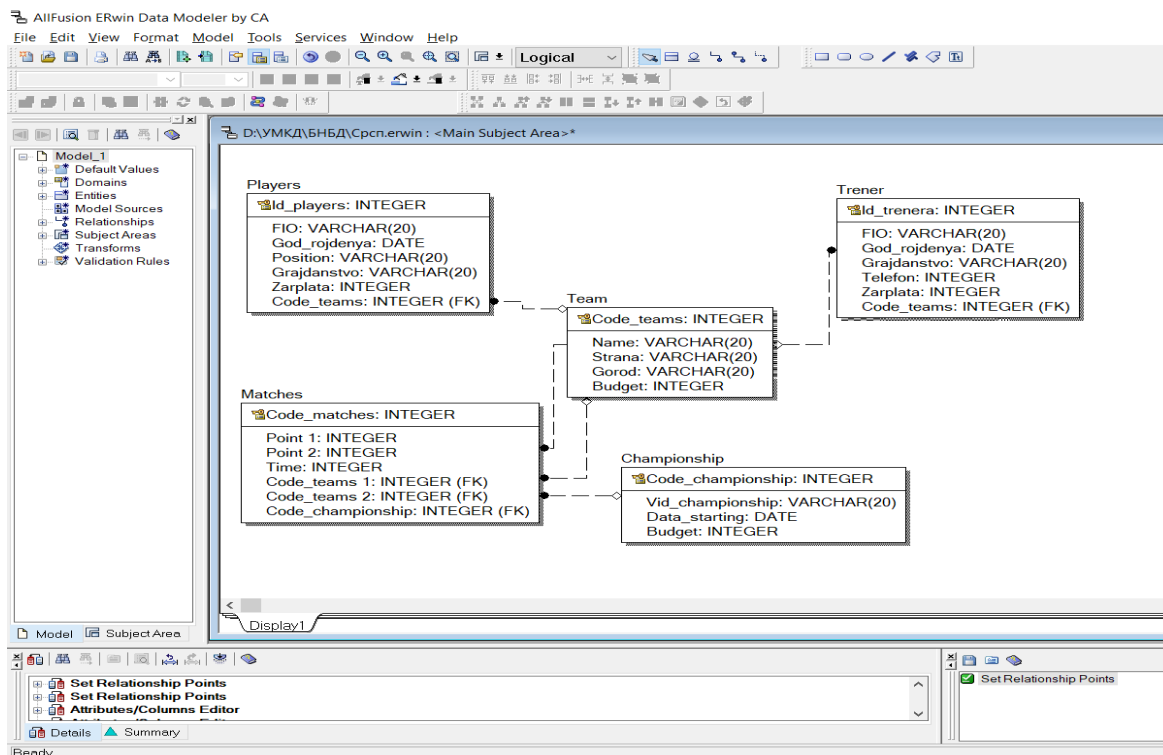 AllFusion ERwin Data Modeler by CA
File Edit View Format Model Tools Services Window Help
Logical
Model_1
Default Values
Domains
Entities
Model Sources
Relationships
Subject Areas
Transforms
Validation Rules
Model
Subject Area
D:\УМКД\БНБД\Срсп.erwin : <Main Subject Area>*
Players
Id_players: INTEGER
FIO: VARCHAR(20)
God_rojdenya: DATE
Position: VARCHAR(20)
Grajdanstvo: VARCHAR(20)
Zarplata: INTEGER
Code_teams: INTEGER (FK)
Trener
Id_trenera: INTEGER
FIO: VARCHAR(20)
God_rojdenya: DATE
Grajdanstvo: VARCHAR(20)
Telefon: INTEGER
Zarplata: INTEGER
Code_teams: INTEGER (FK)
Team
Code_teams: INTEGER
Name: VARCHAR(20)
Strana: VARCHAR(20)
Gorod: VARCHAR(20)
Budget: INTEGER
Matches
Code_matches: INTEGER
Point 1: INTEGER
Point 2: INTEGER
Time: INTEGER
Code_teams 1: INTEGER (FK)
Code_teams 2: INTEGER (FK)
Code_championship: INTEGER (FK)
Championship
Code_championship: INTEGER
Vid_championship: VARCHAR(20)
Data_starting: DATE
Budget: INTEGER
Display1
Set Relationship Points
Set Relationship Points
Attributes/Columns Editor
Details
Summary
Set Relationship Points
Ready